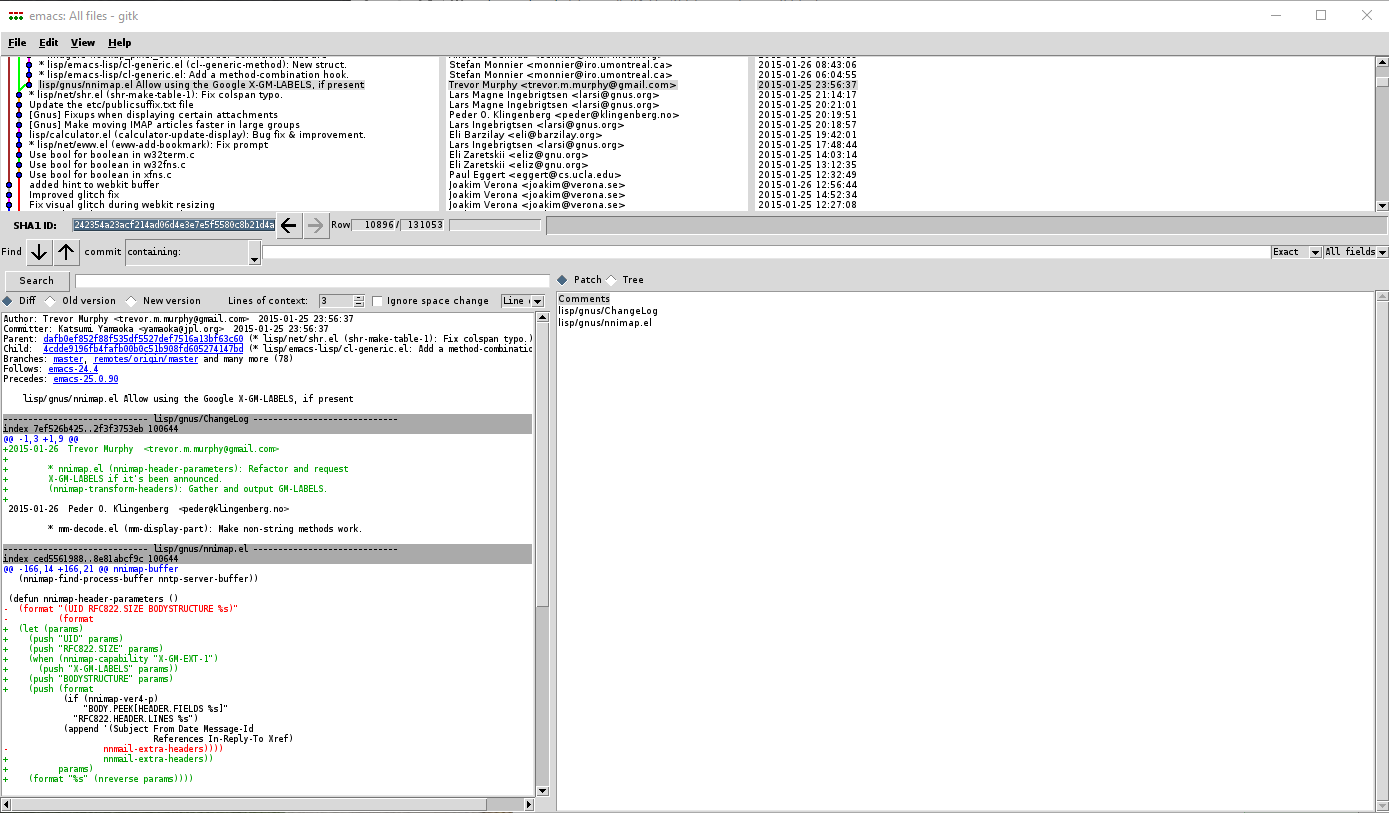 emacs: All files - gitk
File Edit View Help
* lisp/emacs-lisp/cl-generic.el (cl--generic-method): New struct. Stefan Monnier <monnier@iro.umontreal.ca> 2015-01-26 08:43:06
* lisp/emacs-lisp/cl-generic.el: Add a method-combination hook. Stefan Monnier <monnier@iro.umontreal.ca> 2015-01-26 06:04:55
lisp/gnus/nnimap.el Allow using the Google X-GM-LABELS, if present Trevor Murphy <trevor.m.murphy@gmail.com> 2015-01-25 23:56:37
* lisp/net/shr.el (shr-make-table-1): Fix colspan typo. Lars Magne Ingebrigtsen <larsi@gnus.org> 2015-01-25 21:14:17
Update the etc/publicsuffix.txt file Lars Magne Ingebrigtsen <larsi@gnus.org> 2015-01-25 20:21:01
[Gnus] Fixups when displaying certain attachments Peder O. Klingenberg <peder@klingenberg.no> 2015-01-25 20:19:51
[Gnus] Make moving IMAP articles faster in large groups Lars Ingebrigtsen <larsi@gnus.org> 2015-01-25 20:18:57
lisp/calculator.el (calculator-update-display): Bug fix & improvement. Eli Barzilay <eli@barzilay.org> 2015-01-25 19:42:01
* lisp/net/eww.el (eww-add-bookmark): Fix prompt Lars Ingebrigtsen <larsi@gnus.org> 2015-01-25 17:48:44
Use bool for boolean in w32term.c Eli Zaretskii <eliz@gnu.org> 2015-01-25 14:03:14
Use bool for boolean in w32fns.c Eli Zaretskii <eliz@gnu.org> 2015-01-25 13:12:35
Use bool for boolean in xfns.c Paul Eggert <eggert@cs.ucla.edu> 2015-01-25 12:32:49
added hint to webkit buffer Joakim Verona <joakim@verona.se> 2015-01-26 12:56:44
Improved glitch fix Joakim Verona <joakim@verona.se> 2015-01-25 14:52:34
Fix visual glitch during webkit resizing Joakim Verona <joakim@verona.se> 2015-01-25 12:27:08
SHA1 ID: 242354a23acf214ad06d4e3e7e5f5580c8b21d4a Row 10896 / 131053
Find commit containing: Exact All fields
Search
Patch Tree
Diff Old version New version Lines of context: 3 Ignore space change Line
Comments
lisp/gnus/ChangeLog
lisp/gnus/nnimap.el
Author: Trevor Murphy <trevor.m.murphy@gmail.com> 2015-01-25 23:56:37
Committer: Katsumi Yamaoka <yamaoka@jpl.org> 2015-01-25 23:56:37
Parent: dafb0ef852f88f535df5527def7516a13bf63c60 (* lisp/net/shr.el (shr-make-table-1): Fix colspan typo.)
Child: 4cdde9196fb4fafb00b0c51b908fd605274147bd (* lisp/emacs-lisp/cl-generic.el: Add a method-combinatio
Branches: master, remotes/origin/master and many more (78)
Follows: emacs-24.4
Precedes: emacs-25.0.90
lisp/gnus/nnimap.el Allow using the Google X-GM-LABELS, if present
---------------------------- lisp/gnus/ChangeLog ----------------------------
index 7ef526b425..2f3f3753eb 100644
@@ -1,3 +1,9 @@
+2015-01-26  Trevor Murphy  <trevor.m.murphy@gmail.com>
+
+        * nnimap.el (nnimap-header-parameters): Refactor and request
+        X-GM-LABELS if it's been announced.
+        (nnimap-transform-headers): Gather and output GM-LABELS.
+
 2015-01-26  Peder O. Klingenberg  <peder@klingenberg.no>
         * mm-decode.el (mm-display-part): Make non-string methods work.
---------------------------- lisp/gnus/nnimap.el ----------------------------
index ced5561988..8e81abcf9c 100644
@@ -166,14 +166,21 @@ nnimap-buffer
   (nnimap-find-process-buffer nntp-server-buffer))
 (defun nnimap-header-parameters ()
-  (format "(UID RFC822.SIZE BODYSTRUCTURE %s)"
-          (format
+  (let (params)
+    (push "UID" params)
+    (push "RFC822.SIZE" params)
+    (when (nnimap-capability "X-GM-EXT-1")
+      (push "X-GM-LABELS" params))
+    (push "BODYSTRUCTURE" params)
+    (push (format
            (if (nnimap-ver4-p)
                "BODY.PEEK[HEADER.FIELDS %s]"
              "RFC822.HEADER.LINES %s")
            (append '(Subject From Date Message-Id
                              References In-Reply-To Xref)
-                   nnmail-extra-headers))))
+                   nnmail-extra-headers))
+          params)
+    (format "%s" (nreverse params))))